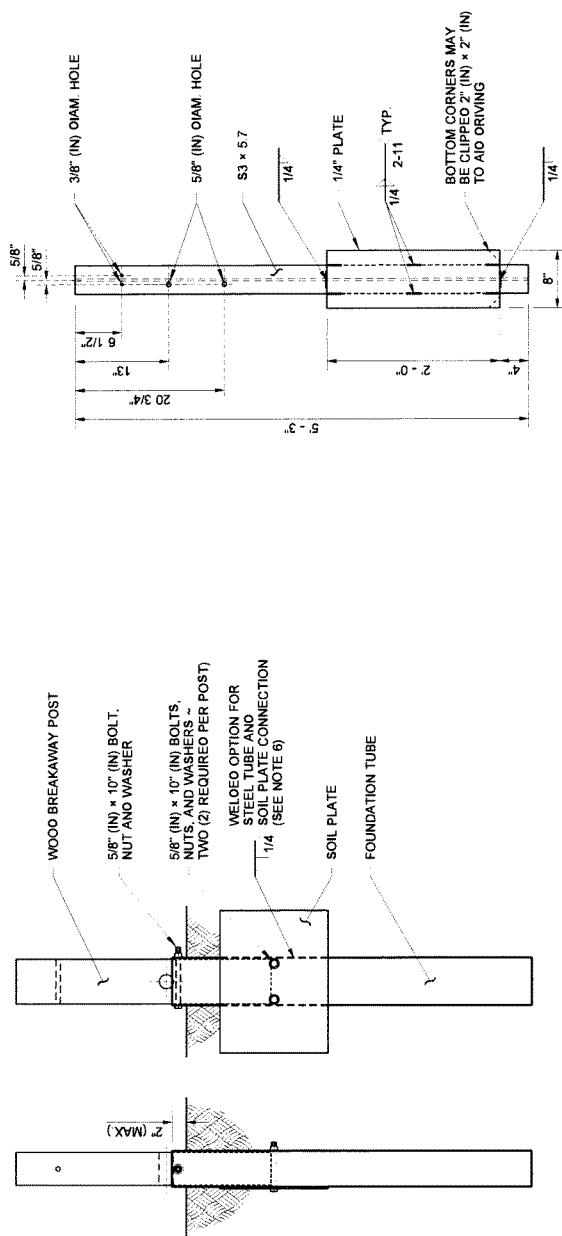 5/8"
5/8"
3/8" (IN) OIAM. HOLE
5/8" (IN) OIAM. HOLE
S3 × 5.7
1/4
1/4" PLATE
TYP.
1/4
2-11
BOTTOM CORNERS MAY
BE CLIPPED 2" (IN) × 2" (IN)
TO AIO ORIVING
1/4
6 1/2"
13"
20 3/4"
5' - 3"
2' - 0"
4"
8"
WOOO BREAKAWAY POST
5/8" (IN) × 10" (IN) BOLT,
NUT ANO WASHER
5/8" (IN) × 10" (IN) BOLTS,
NUTS, AND WASHERS ~
TWO (2) REQUIRED PER POST)
WELOEO OPTION FOR
STEEL TUBE ANO
SOIL PLATE CONNECTION
(SEE NOTE 6)
1/4
SOIL PLATE
FOUNDATION TUBE
2" (MAX.)